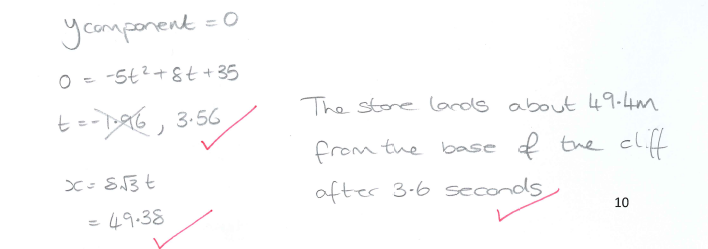 y component = 0
0 = -5t² + 8t + 35
t = -1.96, 3.56
x = 8√3 t
= 49.38
The stone lands about 49.4m
from the base of the cliff
after 3.6 seconds
10